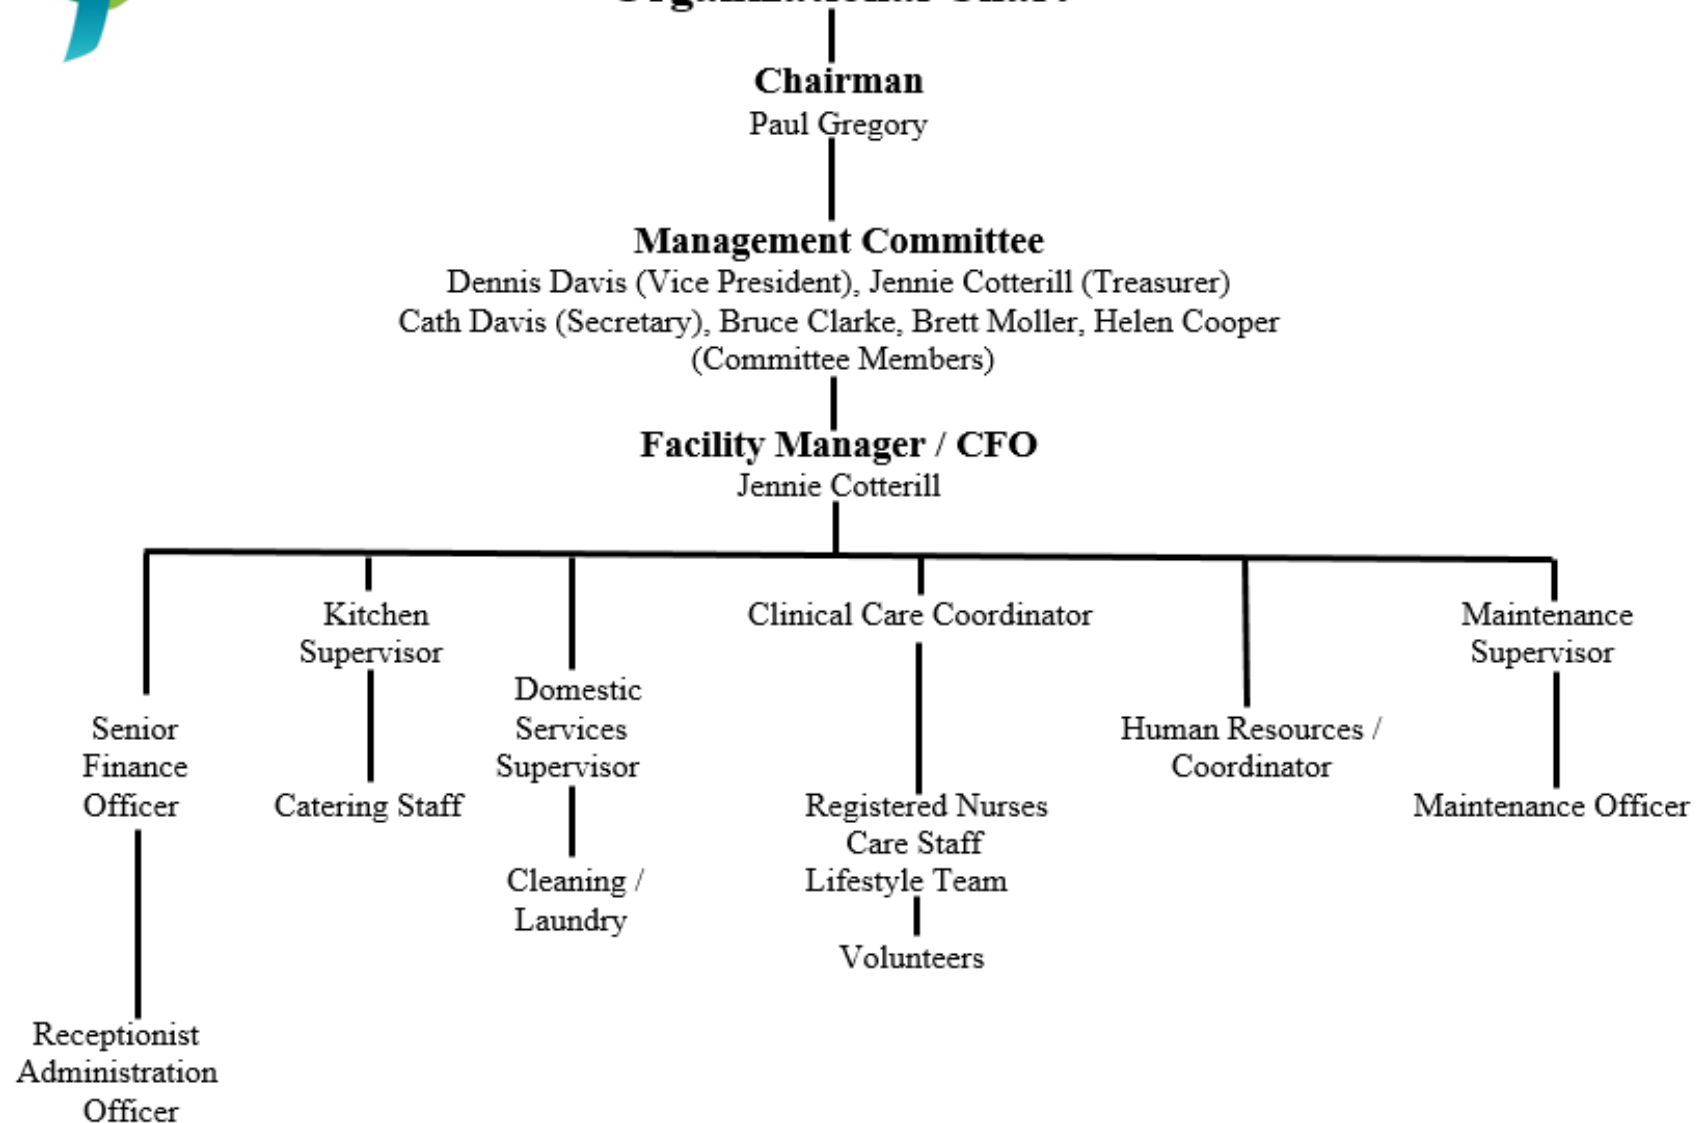 Organizational Chart
Chairman
Paul Gregory
Management Committee
Dennis Davis (Vice President), Jennie Cotterill (Treasurer)
Cath Davis (Secretary), Bruce Clarke, Brett Moller, Helen Cooper
(Committee Members)
Facility Manager / CFO
Jennie Cotterill
Kitchen
Supervisor
Clinical Care Coordinator
Maintenance
Supervisor
Domestic
Services
Supervisor
Senior
Finance
Officer
Human Resources /
Coordinator
Catering Staff
Registered Nurses
Care Staff
Lifestyle Team
Maintenance Officer
Cleaning /
Laundry
Volunteers
Receptionist
Administration
Officer